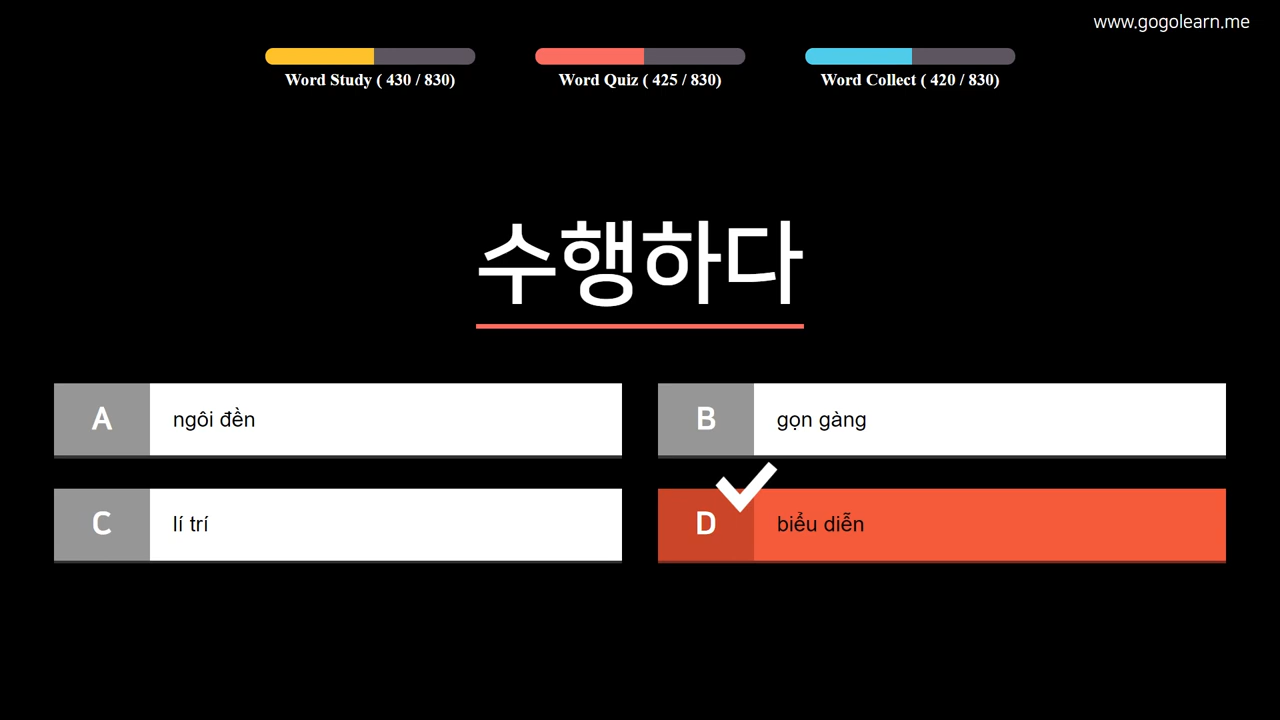 www.gogolearn.me
Word Study ( 430 / 830)
Word Quiz ( 425 / 830)
Word Collect ( 420 / 830)
수행하다
A ngôi đền
B gọn gàng
C lí trí
D biểu diễn